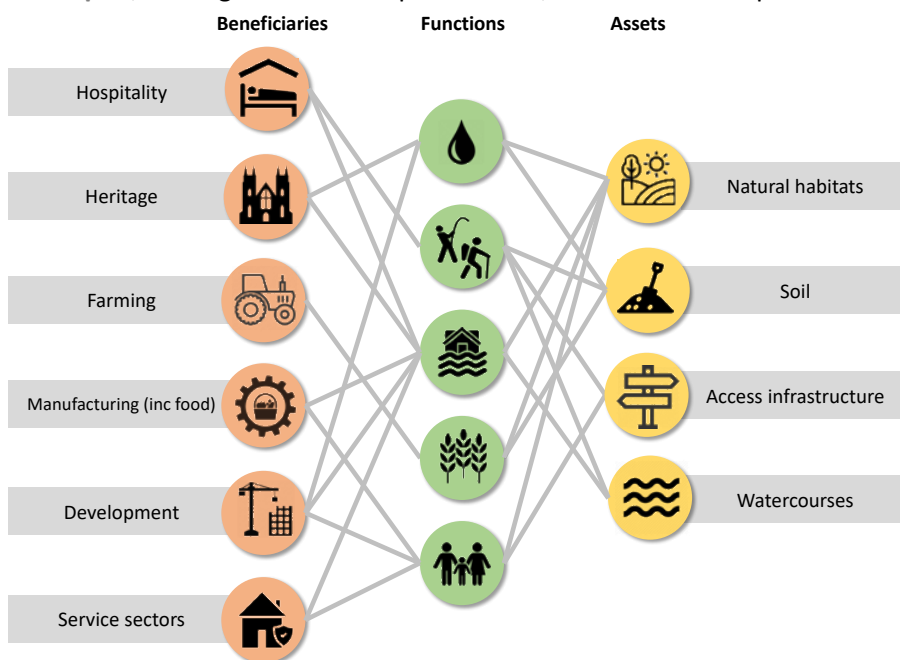 Beneficiaries Functions Assets
Hospitality
Natural habitats
Heritage
Soil
Farming
Access infrastructure
Manufacturing (inc food)
Watercourses
Development
Service sectors